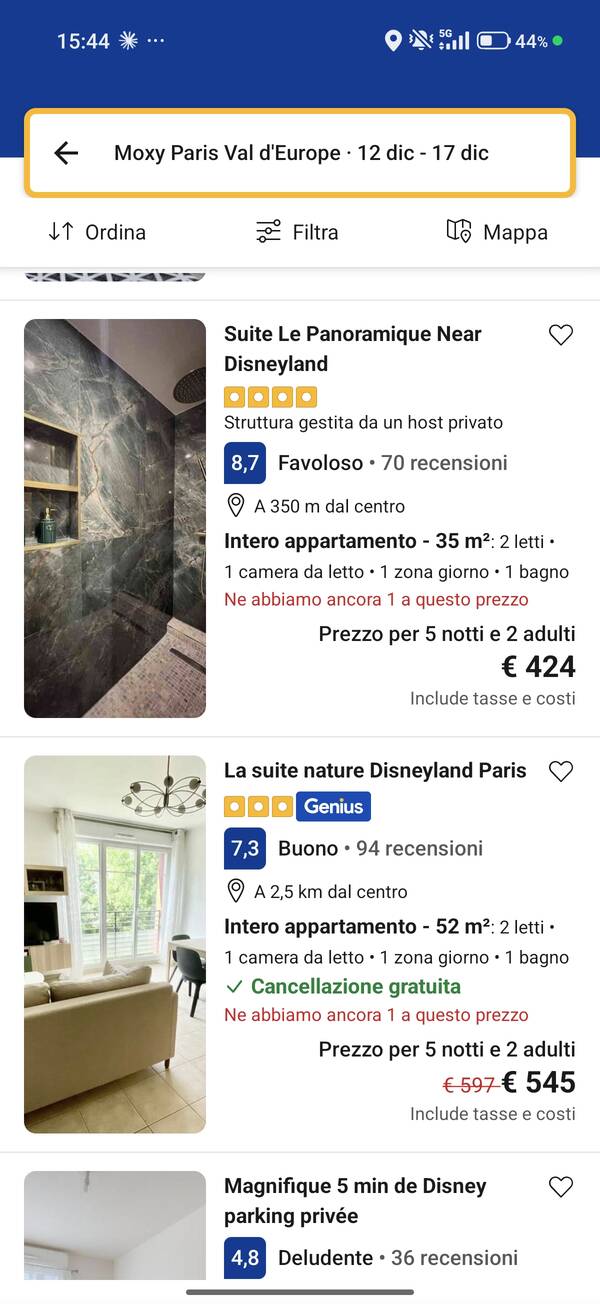 15:44
5G
44%
Moxy Paris Val d'Europe · 12 dic - 17 dic
Ordina
Filtra
Mappa
Suite Le Panoramique Near
Disneyland
Struttura gestita da un host privato
8,7 Favoloso • 70 recensioni
A 350 m dal centro
Intero appartamento - 35 m²: 2 letti •
1 camera da letto • 1 zona giorno • 1 bagno
Ne abbiamo ancora 1 a questo prezzo
Prezzo per 5 notti e 2 adulti
€ 424
Include tasse e costi
La suite nature Disneyland Paris
Genius
7,3 Buono • 94 recensioni
A 2,5 km dal centro
Intero appartamento - 52 m²: 2 letti •
1 camera da letto • 1 zona giorno • 1 bagno
Cancellazione gratuita
Ne abbiamo ancora 1 a questo prezzo
Prezzo per 5 notti e 2 adulti
€ 597 € 545
Include tasse e costi
Magnifique 5 min de Disney
parking privée
4,8 Deludente • 36 recensioni